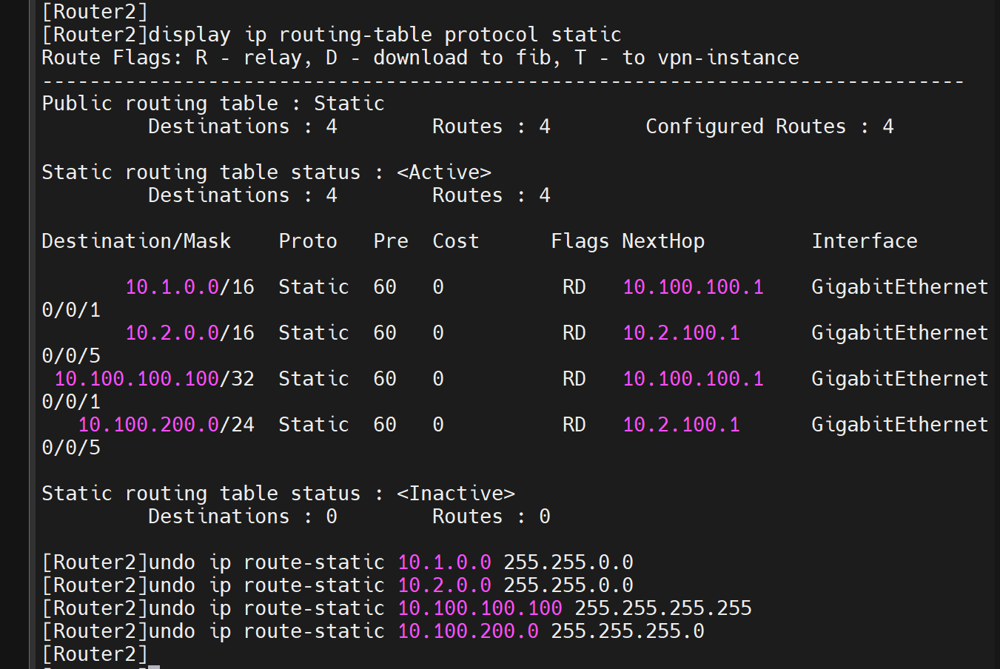 [Router2]
[Router2]display ip routing-table protocol static
Route Flags: R - relay, D - download to fib, T - to vpn-instance
------------------------------------------------------------------------------
Public routing table : Static
         Destinations : 4        Routes : 4        Configured Routes : 4

Static routing table status : <Active>
         Destinations : 4        Routes : 4

Destination/Mask    Proto   Pre  Cost      Flags NextHop         Interface

       10.1.0.0/16  Static  60   0          RD   10.100.100.1    GigabitEthernet
0/0/1
       10.2.0.0/16  Static  60   0          RD   10.2.100.1      GigabitEthernet
0/0/5
 10.100.100.100/32  Static  60   0          RD   10.100.100.1    GigabitEthernet
0/0/1
   10.100.200.0/24  Static  60   0          RD   10.2.100.1      GigabitEthernet
0/0/5

Static routing table status : <Inactive>
         Destinations : 0        Routes : 0

[Router2]undo ip route-static 10.1.0.0 255.255.0.0
[Router2]undo ip route-static 10.2.0.0 255.255.0.0
[Router2]undo ip route-static 10.100.100.100 255.255.255.255
[Router2]undo ip route-static 10.100.200.0 255.255.255.0
[Router2]